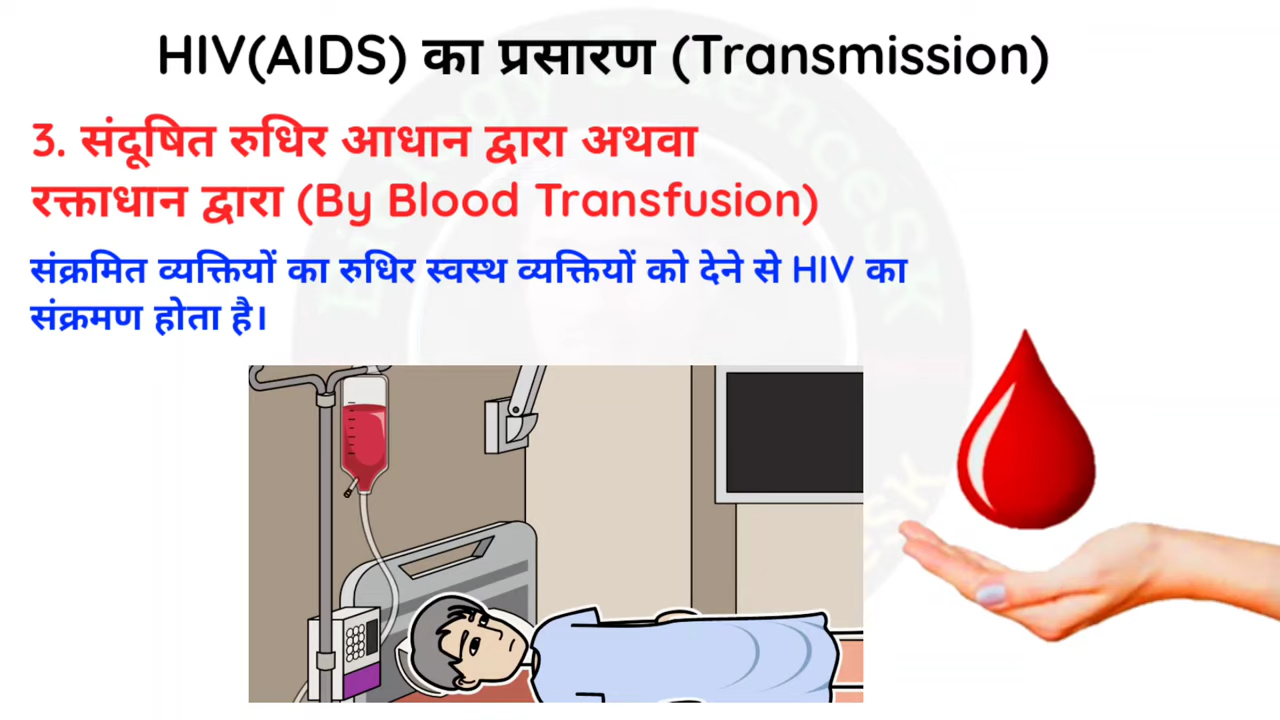 HIV(AIDS) का प्रसारण (Transmission)
3. संदूषित रुधिर आधान द्वारा अथवा
रक्ताधान द्वारा (By Blood Transfusion)
संक्रमित व्यक्तियों का रुधिर स्वस्थ व्यक्तियों को देने से HIV का
संक्रमण होता है।